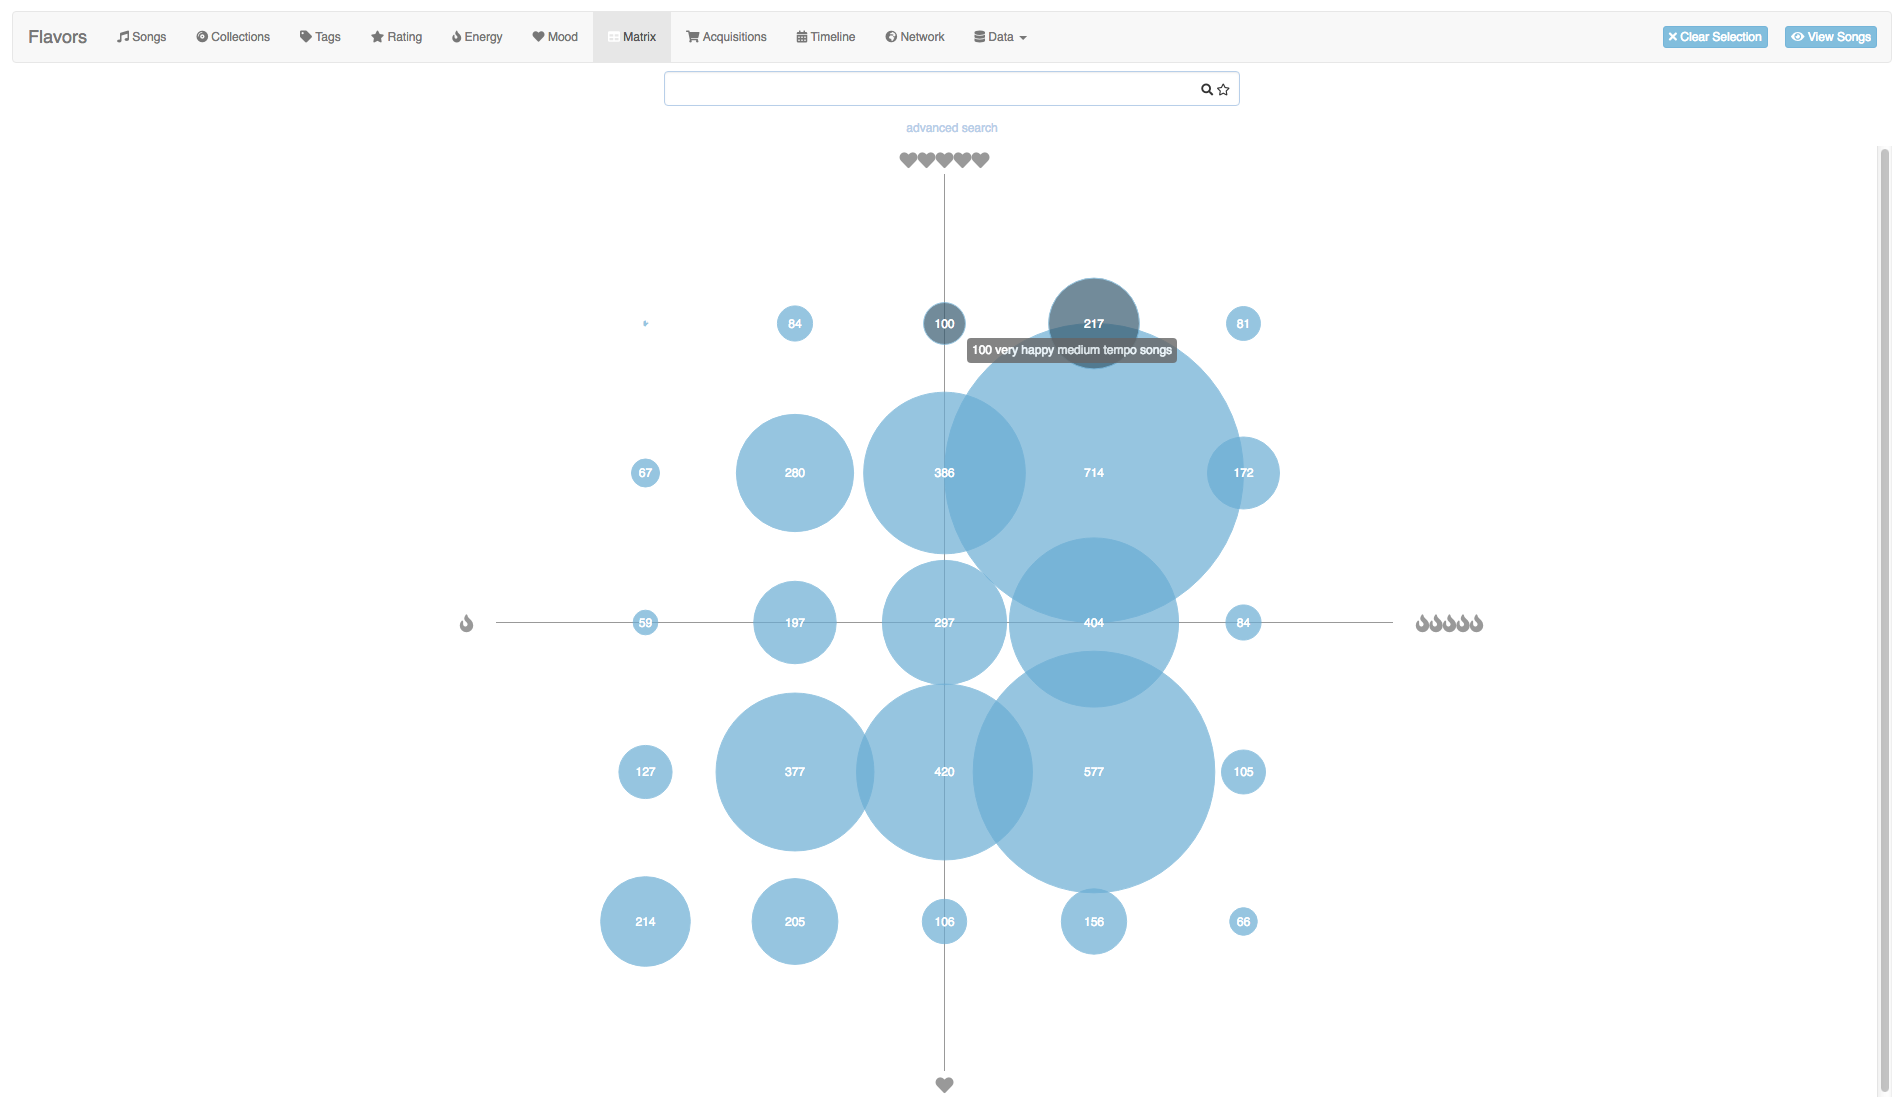 Flavors Songs Collections Tags Rating Energy Mood Matrix Acquisitions Timeline Network Data Clear Selection View Songs
advanced search
84 100 217 81
100 very happy medium tempo songs
67 280 386 714 172
59 197 297 404 84
127 377 420 577 105
214 205 106 156 66